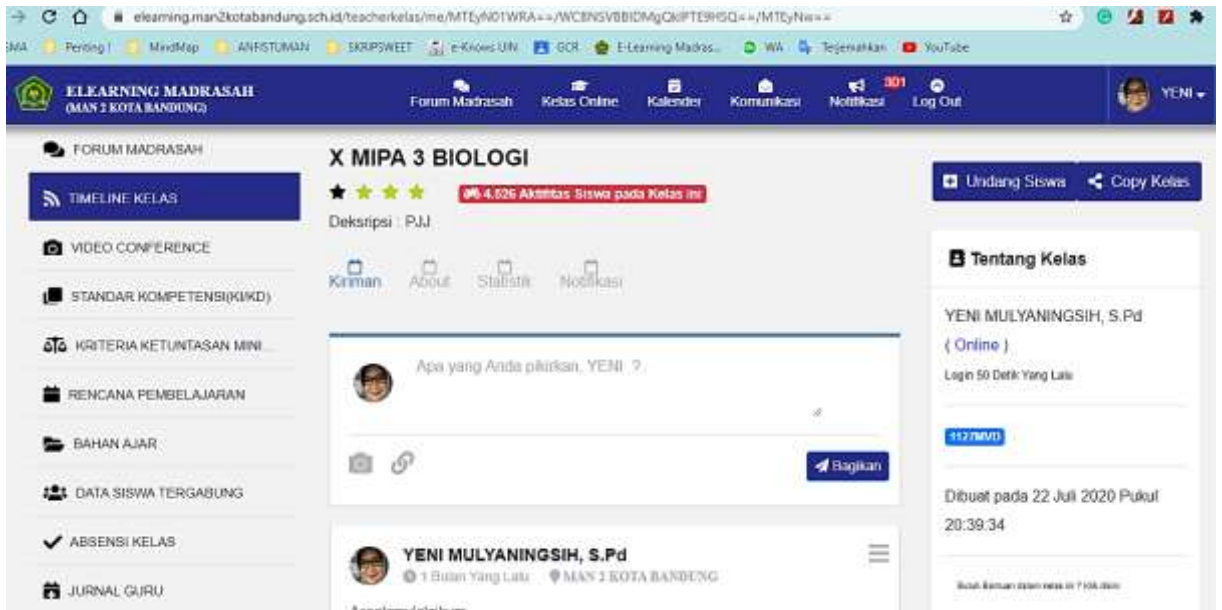 elearning.man2kotabandung.sch.id/teacherkelas/me/
Penting ! MindMap ANFISTUMAN SKRIPSWEET e-Knows UIN GCR E-Learning Madras... WA Terjemahkan YouTube
ELEARNING MADRASAH
(MAN 2 KOTA BANDUNG)
Forum Madrasah Kelas Online Kalender Komunikasi Notifikasi 301 Log Out
YENI
FORUM MADRASAH
TIMELINE KELAS
VIDEO CONFERENCE
STANDAR KOMPETENSI(KI/KD)
KRITERIA KETUNTASAN MINI...
RENCANA PEMBELAJARAN
BAHAN AJAR
DATA SISWA TERGABUNG
ABSENSI KELAS
JURNAL GURU
X MIPA 3 BIOLOGI
4.526 Aktifitas Siswa pada Kelas ini
Deksripsi : PJJ
Kiriman About Statistik Notifikasi
Apa yang Anda pikirkan, YENI ?
Bagikan
YENI MULYANINGSIH, S.Pd
1 Bulan Yang Lalu MAN 2 KOTA BANDUNG
Undang Siswa Copy Kelas
Tentang Kelas
YENI MULYANINGSIH, S.Pd
( Online )
Login 50 Detik Yang Lalu
1127MVD
Dibuat pada 22 Juli 2020 Pukul
20:39:34